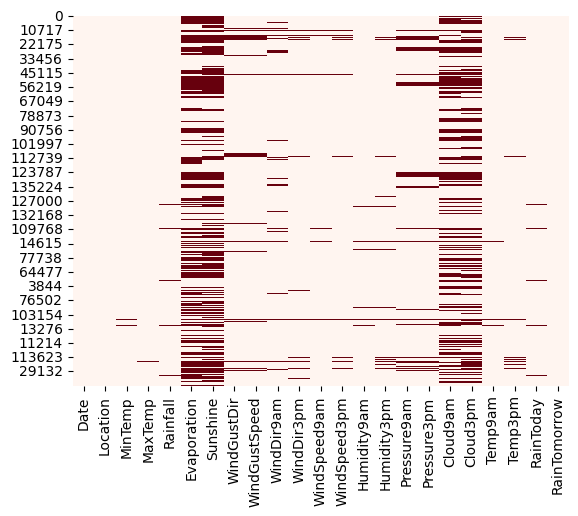 0
10717
22175
33456
45115
56219
67049
78873
90756
101997
112739
123787
135224
127000
132168
109768
14615
77738
64477
3844
76502
103154
13276
11214
113623
29132
Date
Location
MinTemp
MaxTemp
Rainfall
Evaporation
Sunshine
WindGustDir
WindGustSpeed
WindDir9am
WindDir3pm
WindSpeed9am
WindSpeed3pm
Humidity9am
Humidity3pm
Pressure9am
Pressure3pm
Cloud9am
Cloud3pm
Temp9am
Temp3pm
RainToday
RainTomorrow